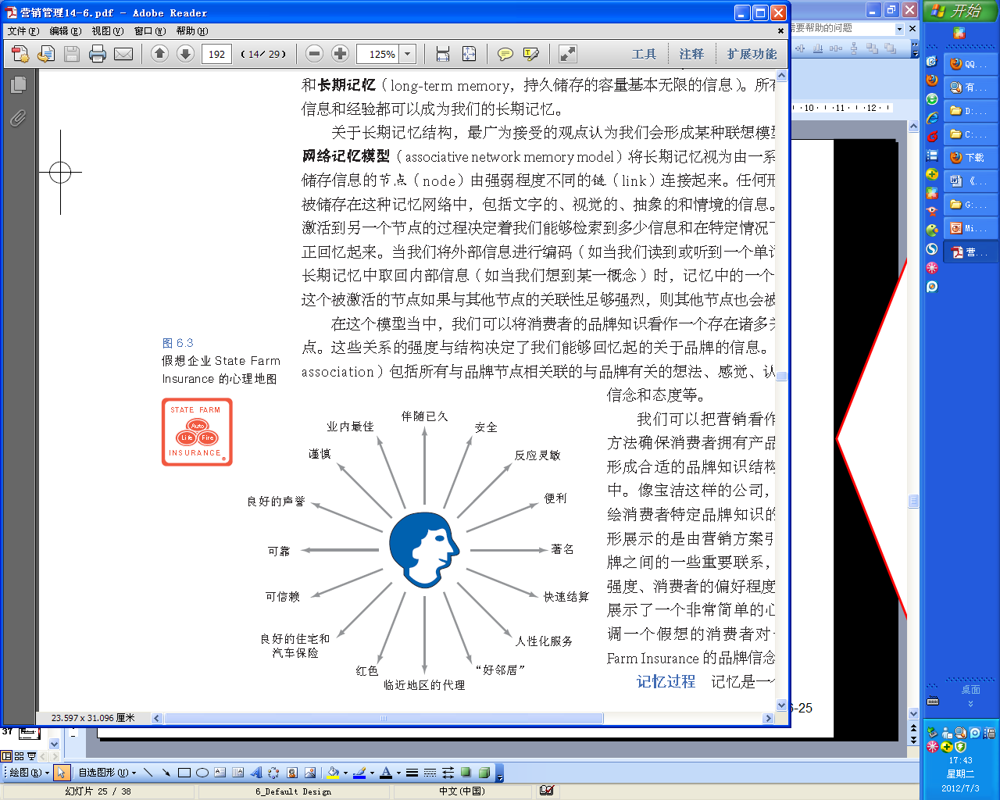 营销管理14-6.pdf - Adobe Reader
文件(F) 编辑(E) 视图(V) 窗口(W) 帮助(H)
192 (14/ 29) 125% 工具 注释 扩展功能
需要帮助的问题
·10·ı·11·ı·12·ı
和长期记忆（long-term memory，持久储存的容量基本无限的信息）。所有
信息和经验都可以成为我们的长期记忆。
关于长期记忆结构，最广为接受的观点认为我们会形成某种联想模型
网络记忆模型（associative network memory model）将长期记忆视为由一系
储存信息的节点（node）由强弱程度不同的链（link）连接起来。任何形
被储存在这种记忆网络中，包括文字的、视觉的、抽象的和情境的信息。
激活到另一个节点的过程决定着我们能够检索到多少信息和在特定情况下
正回忆起来。当我们将外部信息进行编码（如当我们读到或听到一个单词
长期记忆中取回内部信息（如当我们想到某一概念）时，记忆中的一个
这个被激活的节点如果与其他节点的关联性足够强烈，则其他节点也会被
在这个模型当中，我们可以将消费者的品牌知识看作一个存在诸多关
点。这些关系的强度与结构决定了我们能够回忆起的关于品牌的信息。
association）包括所有与品牌节点相关联的与品牌有关的想法、感觉、认
信念和态度等。
我们可以把营销看作
方法确保消费者拥有产品
形成合适的品牌知识结构
中。像宝洁这样的公司，
绘消费者特定品牌知识的
形展示的是由营销方案引
牌之间的一些重要联系，
强度、消费者的偏好程度
展示了一个非常简单的心
调一个假想的消费者对
Farm Insurance 的品牌信念
记忆过程 记忆是一个
图 6.3
假想企业 State Farm
Insurance 的心理地图
STATE FARM
Auto
Life Fire
INSURANCE
伴随已久
业内最佳
安全
谨慎
反应灵敏
良好的声誉
便利
可靠
著名
可信赖
快速结算
良好的住宅和
汽车保险
人性化服务
红色
“好邻居”
临近地区的代理
23.597 x 31.096 厘米
6-25
37
绘图(R) 自选图形(U)
幻灯片 25 / 38 6_Default Design 中文(中国)
开始
QQ...
有...
D:...
C:...
下载
《...
G:...
Mi...
营...
桌面
17:43
星期二
2012/7/3